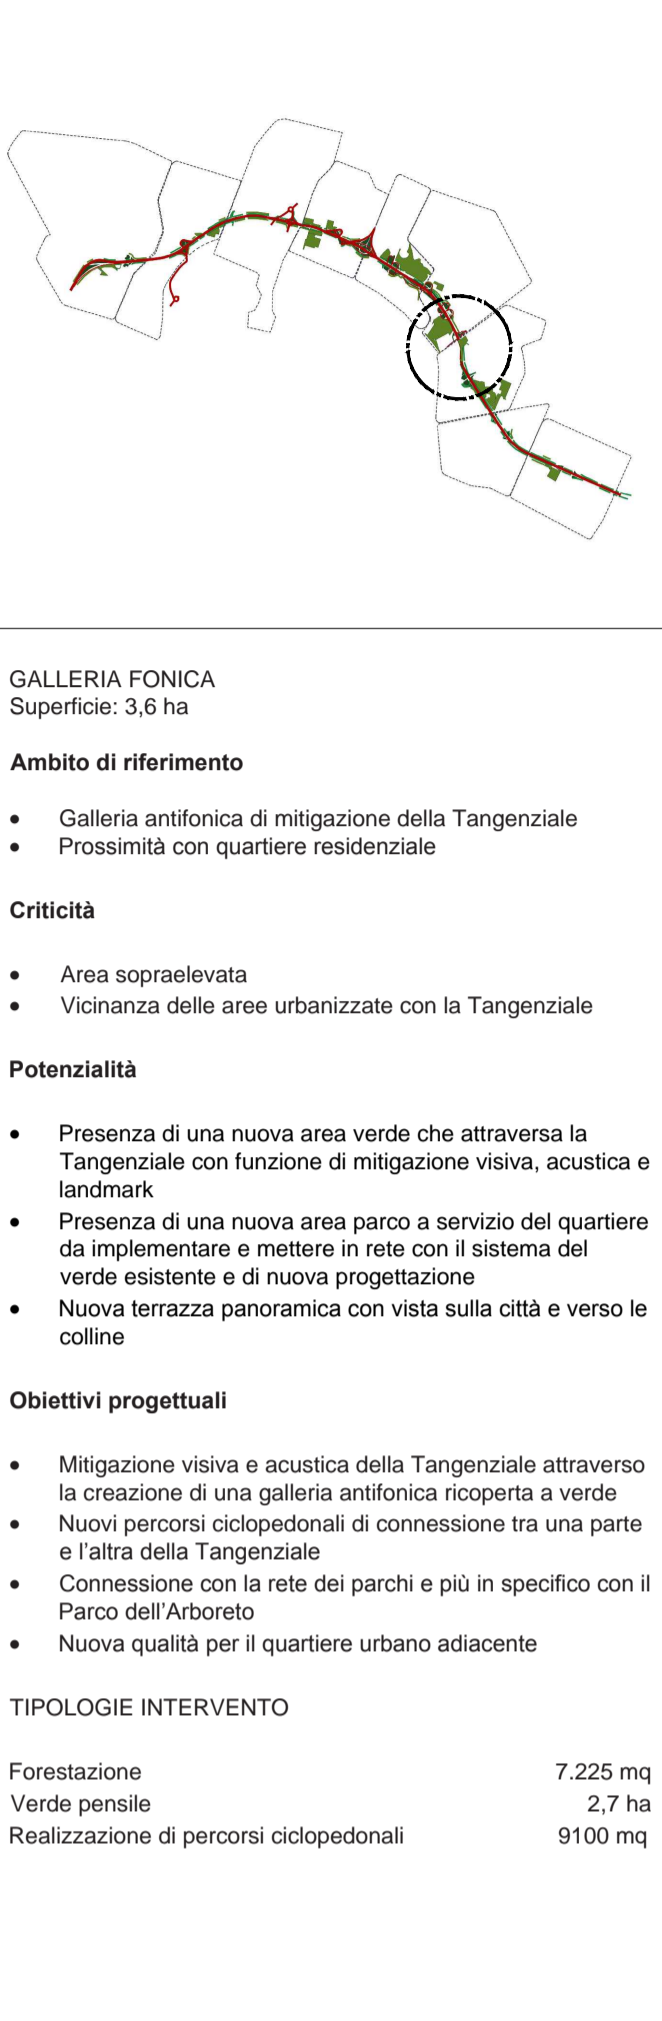 GALLERIA FONICA
Superficie: 3,6 ha
Ambito di riferimento
• Galleria antifonica di mitigazione della Tangenziale
• Prossimità con quartiere residenziale
Criticità
• Area sopraelevata
• Vicinanza delle aree urbanizzate con la Tangenziale
Potenzialità
• Presenza di una nuova area verde che attraversa la
Tangenziale con funzione di mitigazione visiva, acustica e
landmark
• Presenza di una nuova area parco a servizio del quartiere
da implementare e mettere in rete con il sistema del
verde esistente e di nuova progettazione
• Nuova terrazza panoramica con vista sulla città e verso le
colline
Obiettivi progettuali
• Mitigazione visiva e acustica della Tangenziale attraverso
la creazione di una galleria antifonica ricoperta a verde
• Nuovi percorsi ciclopedonali di connessione tra una parte
e l'altra della Tangenziale
• Connessione con la rete dei parchi e più in specifico con il
Parco dell'Arboreto
• Nuova qualità per il quartiere urbano adiacente
TIPOLOGIE INTERVENTO
Forestazione 7.225 mq
Verde pensile 2,7 ha
Realizzazione di percorsi ciclopedonali 9100 mq